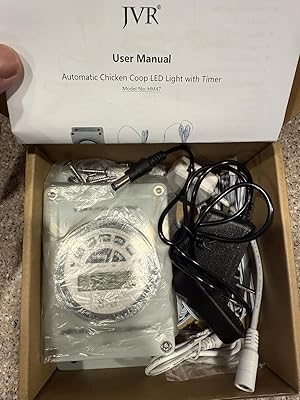 JVR®
User Manual
Automatic Chicken Coop LED Light with Timer
Model No: HM47